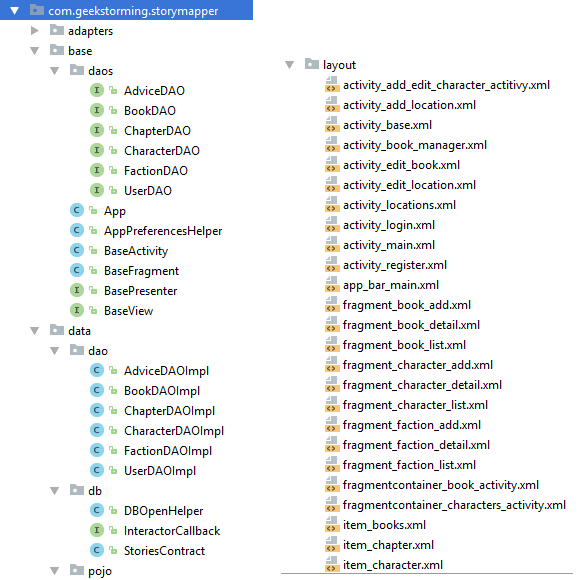 com.geekstorming.storymapper
adapters
base
daos
AdviceDAO
BookDAO
ChapterDAO
CharacterDAO
FactionDAO
UserDAO
App
AppPreferencesHelper
BaseActivity
BaseFragment
BasePresenter
BaseView
data
dao
AdviceDAOImpl
BookDAOImpl
ChapterDAOImpl
CharacterDAOImpl
FactionDAOImpl
UserDAOImpl
db
DBOpenHelper
InteractorCallback
StoriesContract
pojo
layout
activity_add_edit_character_actitivy.xml
activity_add_location.xml
activity_base.xml
activity_book_manager.xml
activity_edit_book.xml
activity_edit_location.xml
activity_locations.xml
activity_login.xml
activity_main.xml
activity_register.xml
app_bar_main.xml
fragment_book_add.xml
fragment_book_detail.xml
fragment_book_list.xml
fragment_character_add.xml
fragment_character_detail.xml
fragment_character_list.xml
fragment_faction_add.xml
fragment_faction_detail.xml
fragment_faction_list.xml
fragmentcontainer_book_activity.xml
fragmentcontainer_characters_activity.xml
item_books.xml
item_chapter.xml
item_character.xml